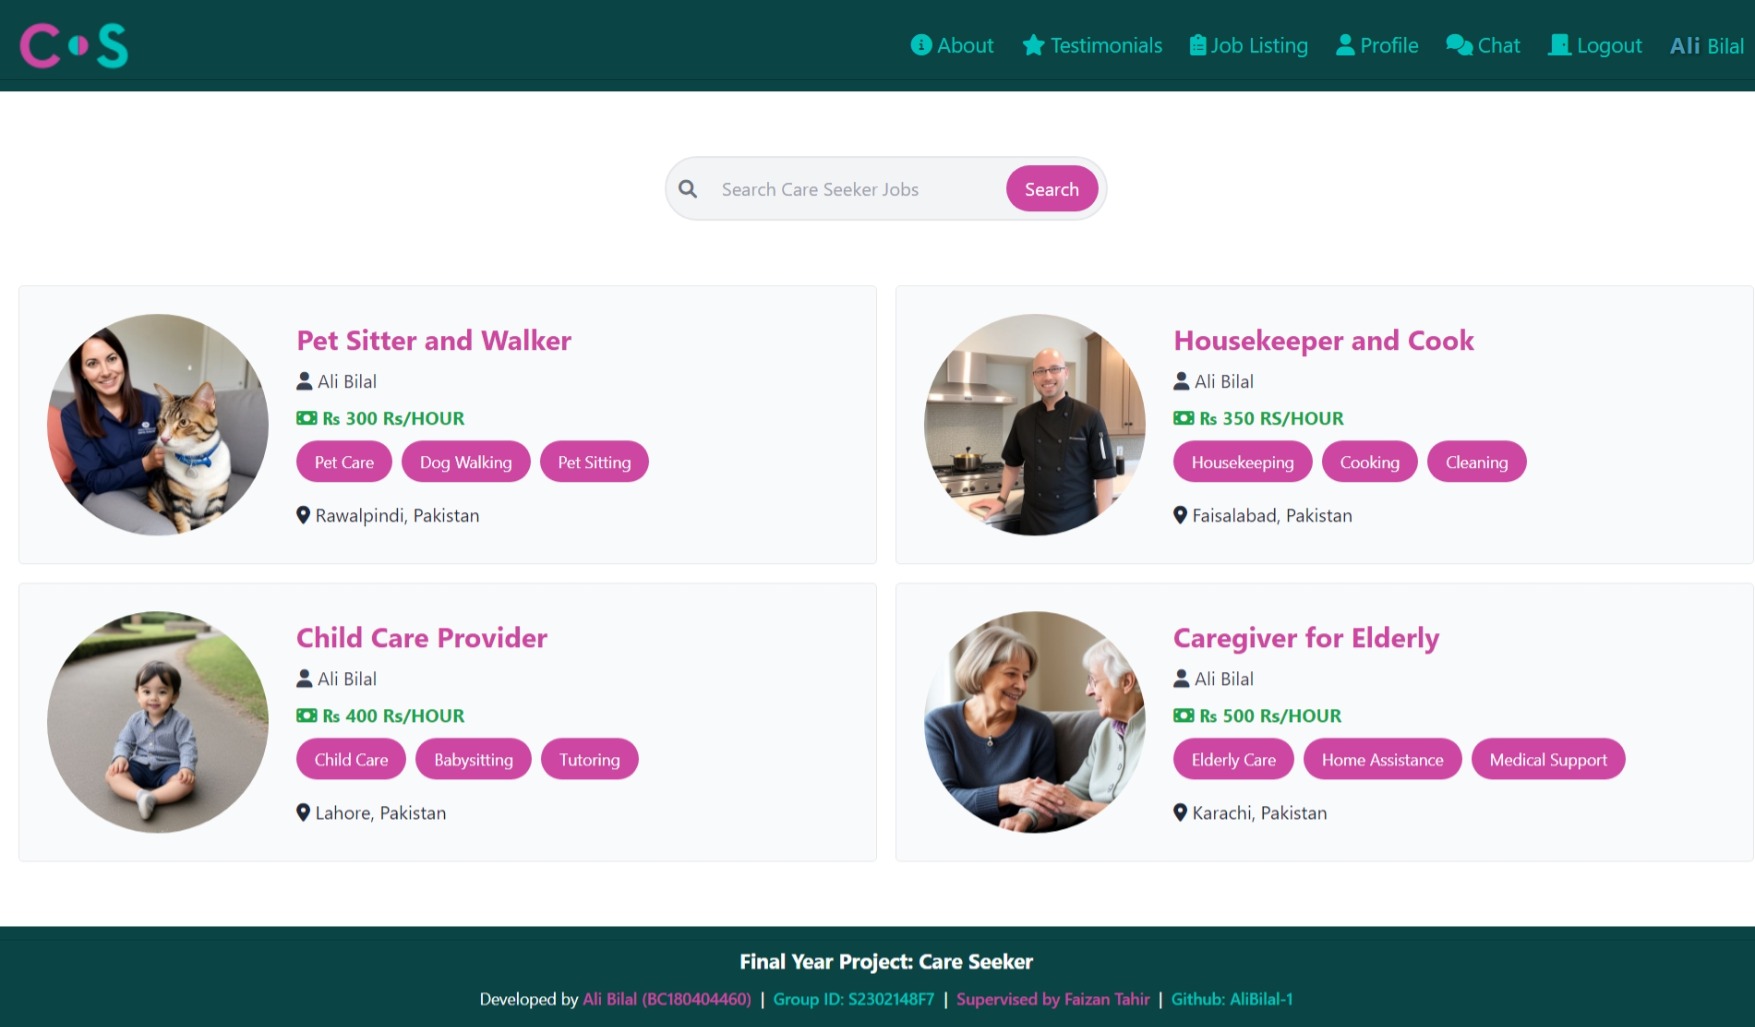 C S
About Testimonials Job Listing Profile Chat Logout Ali Bilal
Search Care Seeker Jobs Search
Pet Sitter and Walker
Ali Bilal
Rs 300 Rs/HOUR
Pet Care Dog Walking Pet Sitting
Rawalpindi, Pakistan
Housekeeper and Cook
Ali Bilal
Rs 350 RS/HOUR
Housekeeping Cooking Cleaning
Faisalabad, Pakistan
Child Care Provider
Ali Bilal
Rs 400 Rs/HOUR
Child Care Babysitting Tutoring
Lahore, Pakistan
Caregiver for Elderly
Ali Bilal
Rs 500 Rs/HOUR
Elderly Care Home Assistance Medical Support
Karachi, Pakistan
Final Year Project: Care Seeker
Developed by Ali Bilal (BC180404460) | Group ID: S2302148F7 | Supervised by Faizan Tahir | Github: AliBilal-1